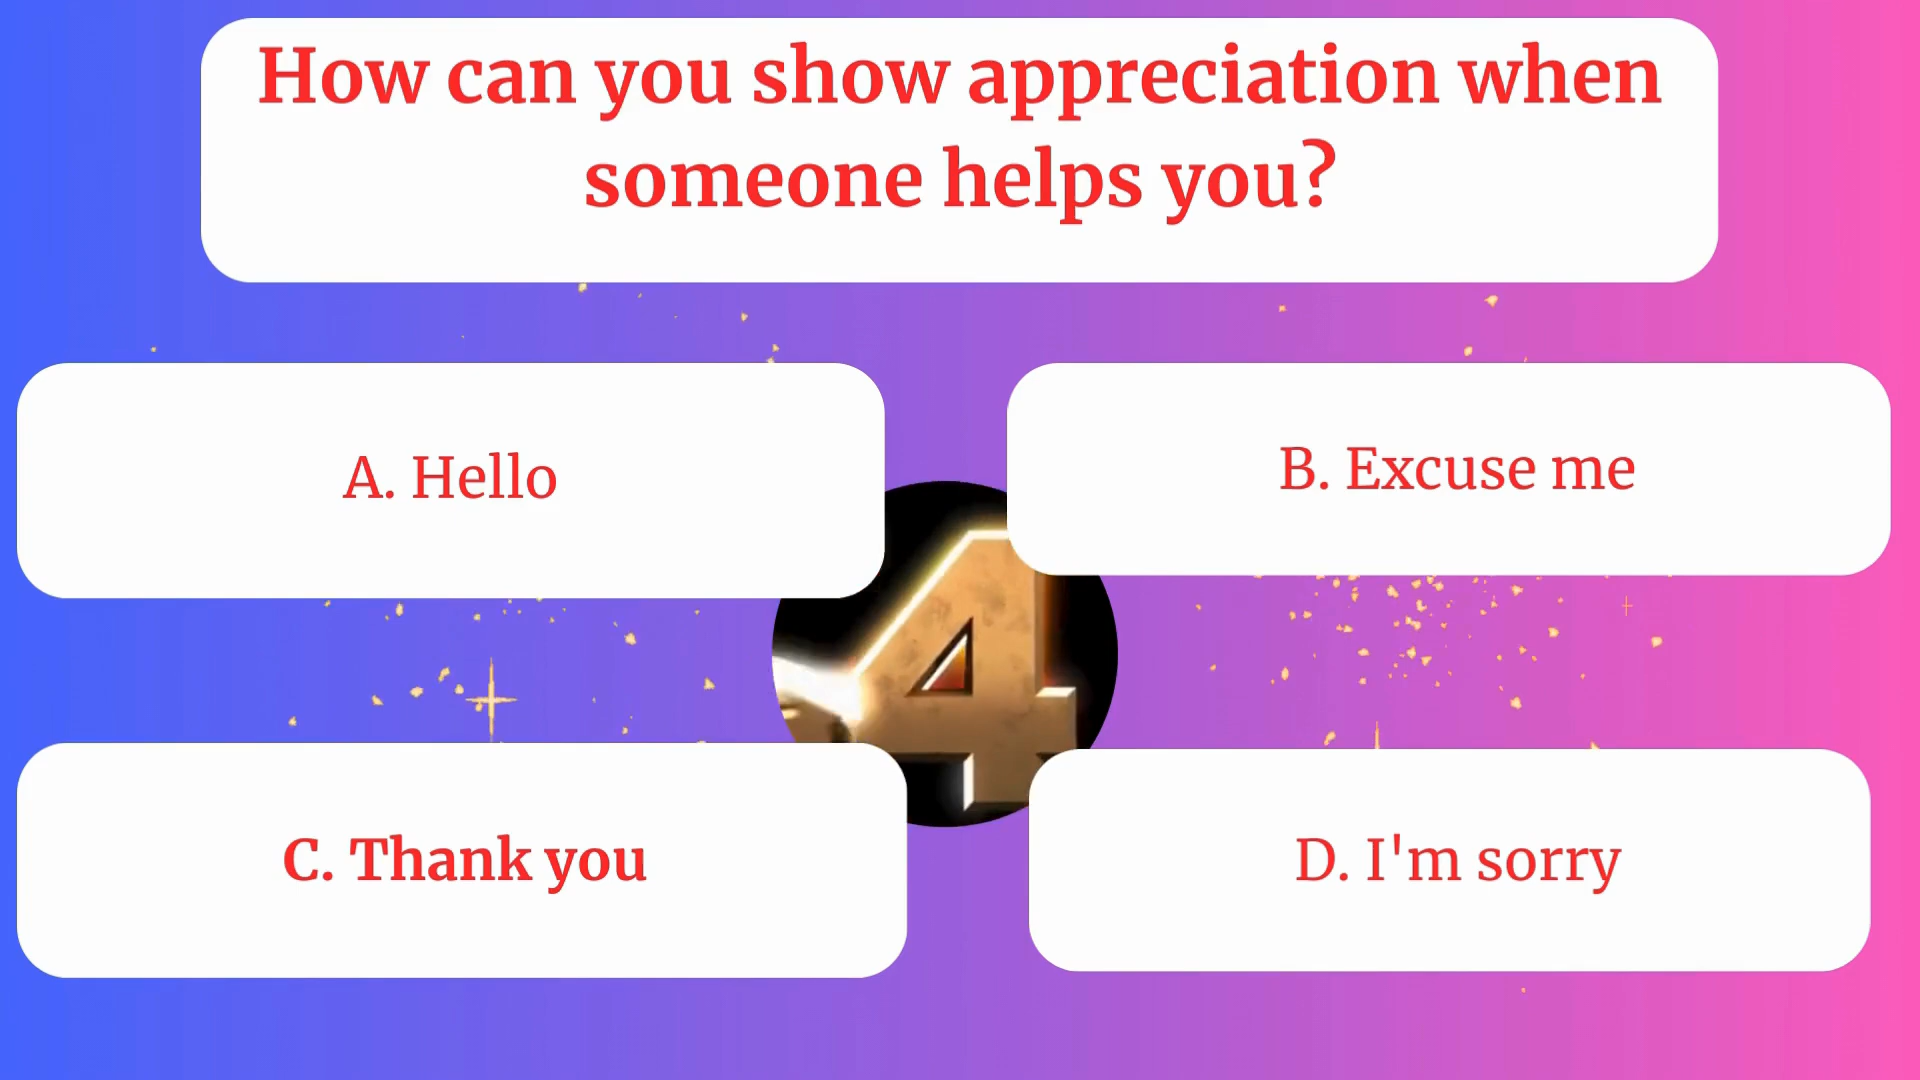 How can you show appreciation when
someone helps you?
A. Hello
B. Excuse me
4
C. Thank you
D. I'm sorry